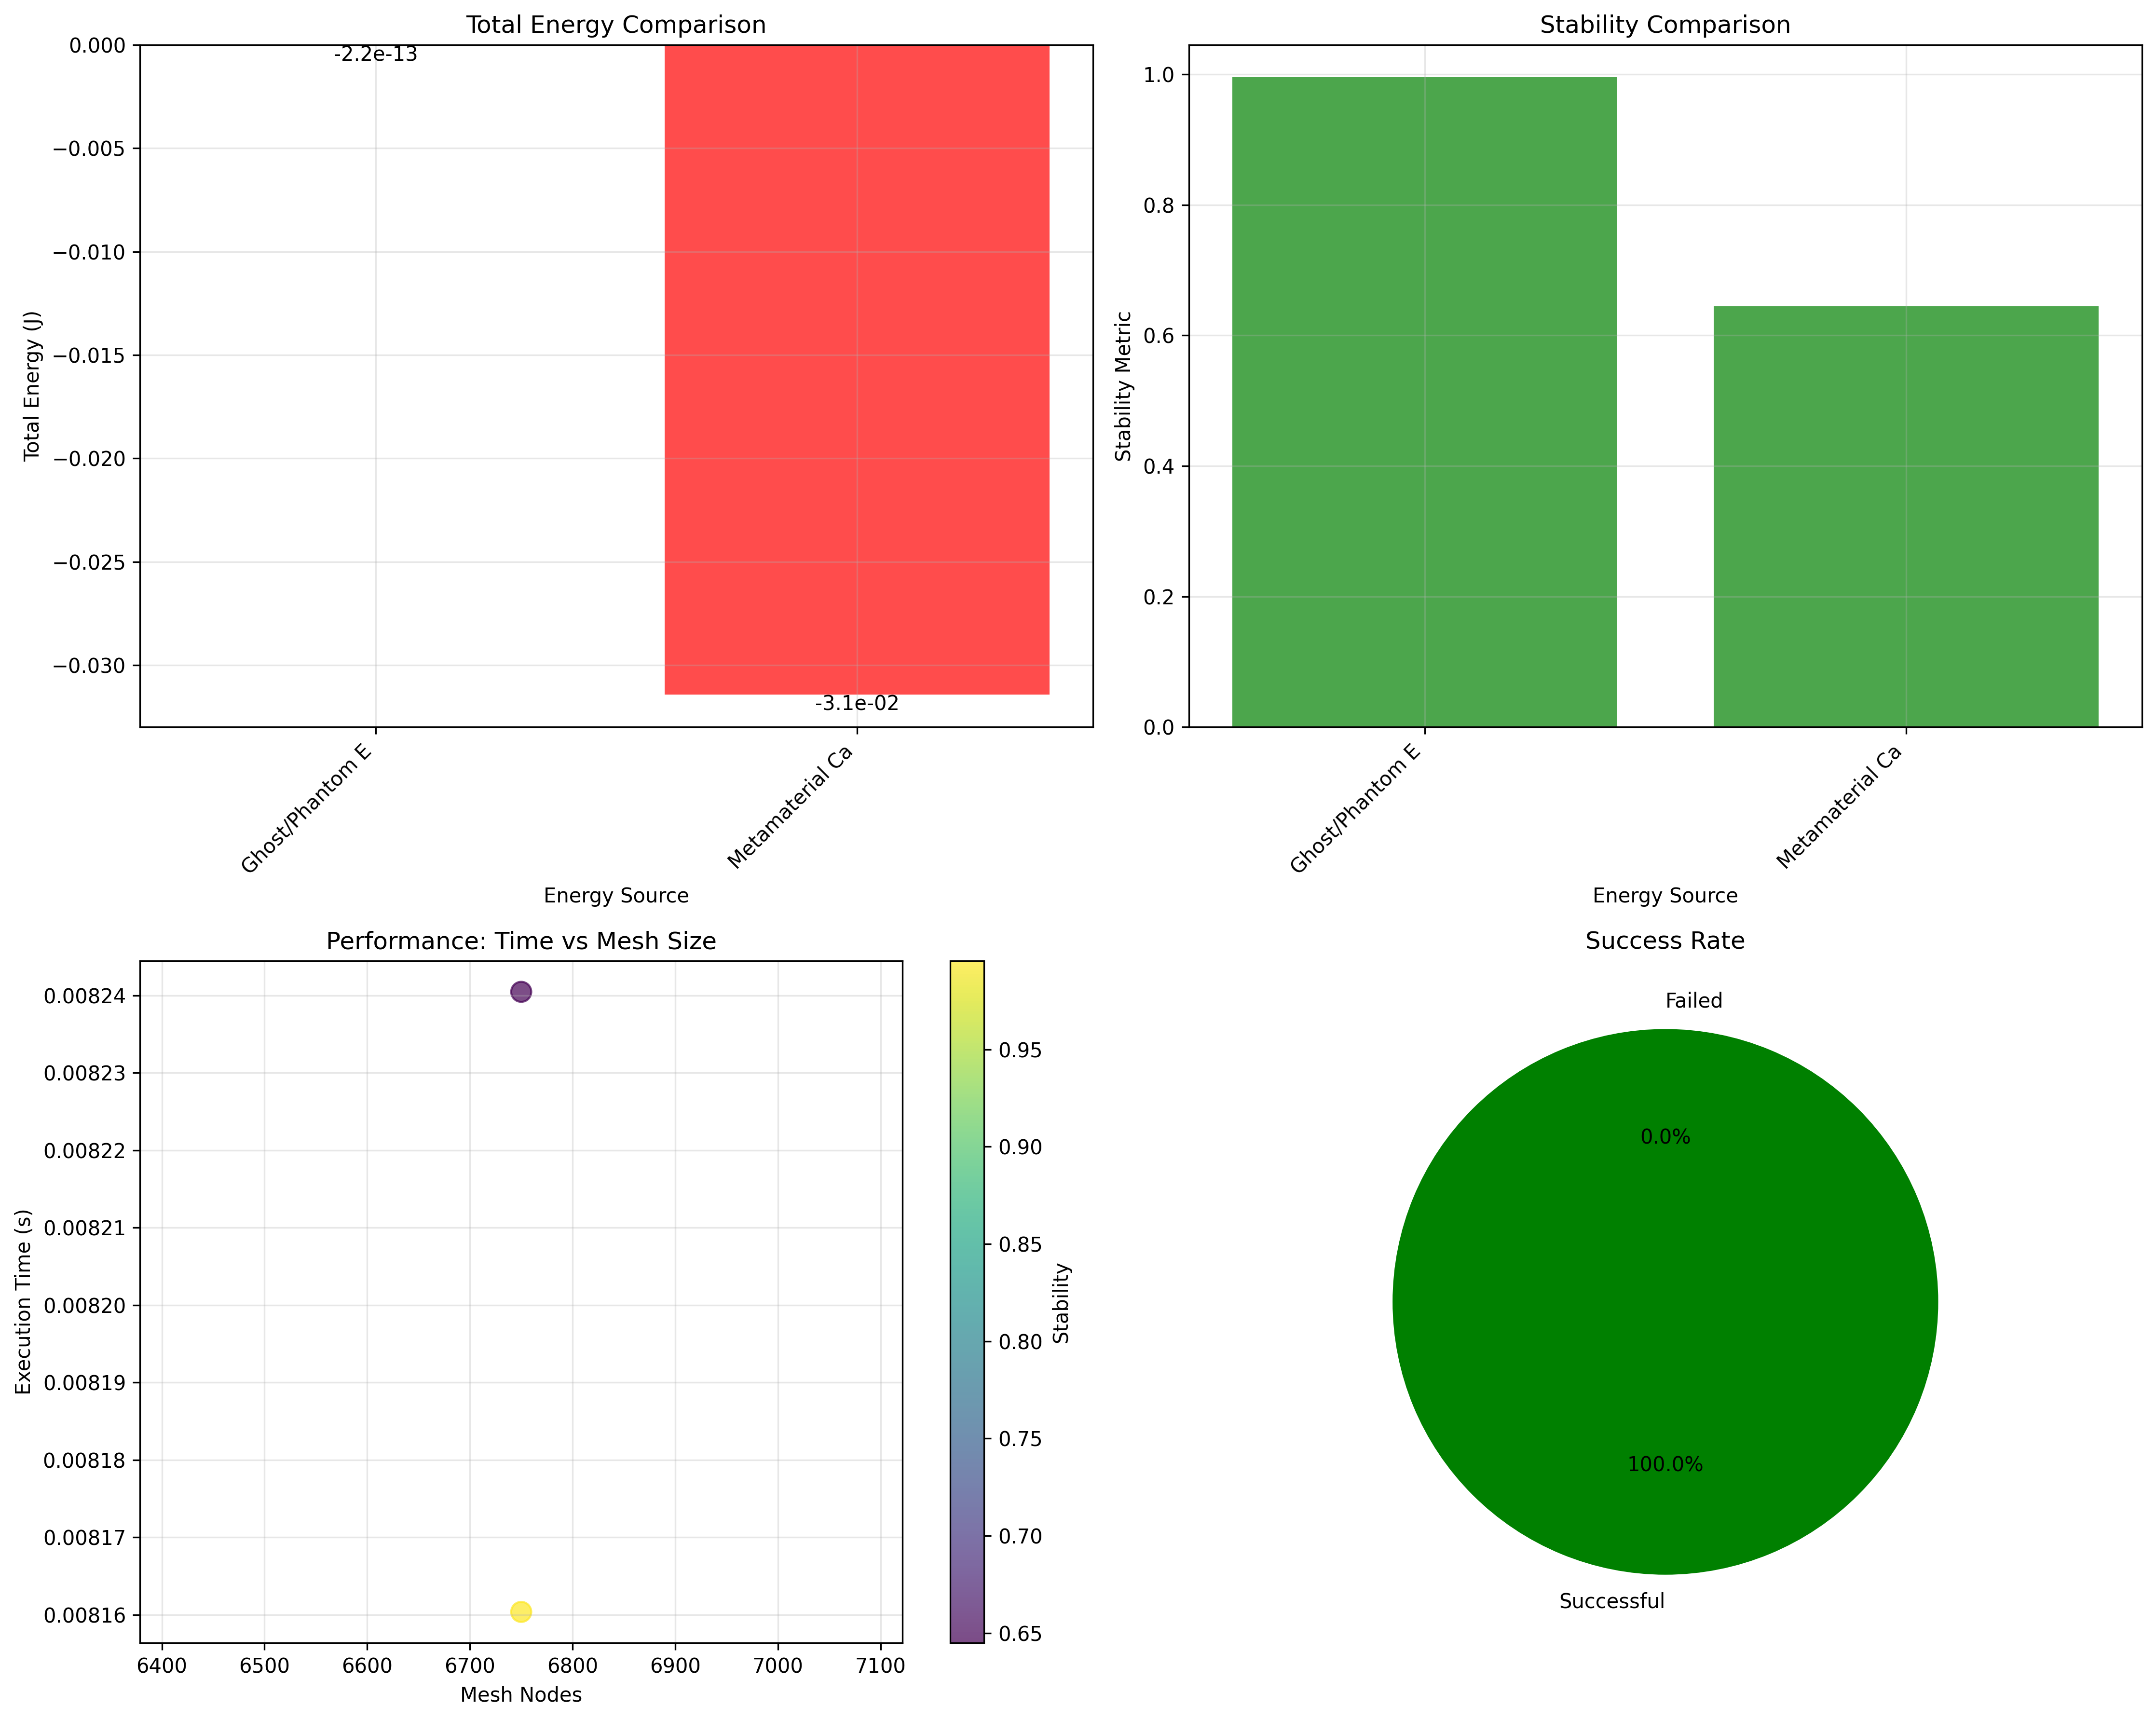 Total Energy Comparison
0.000
−0.005
−0.010
−0.015
−0.020
−0.025
−0.030
Total Energy (J)
-2.2e-13
-3.1e-02
Ghost/Phantom E
Metamaterial Ca
Energy Source
Stability Comparison
1.0
0.8
0.6
0.4
0.2
0.0
Stability Metric
Ghost/Phantom E
Metamaterial Ca
Energy Source
Performance: Time vs Mesh Size
0.00824
0.00823
0.00822
0.00821
0.00820
0.00819
0.00818
0.00817
0.00816
Execution Time (s)
6400 6500 6600 6700 6800 6900 7000 7100
Mesh Nodes
0.95
0.90
0.85
0.80
0.75
0.70
0.65
Stability
Success Rate
Failed
0.0%
100.0%
Successful